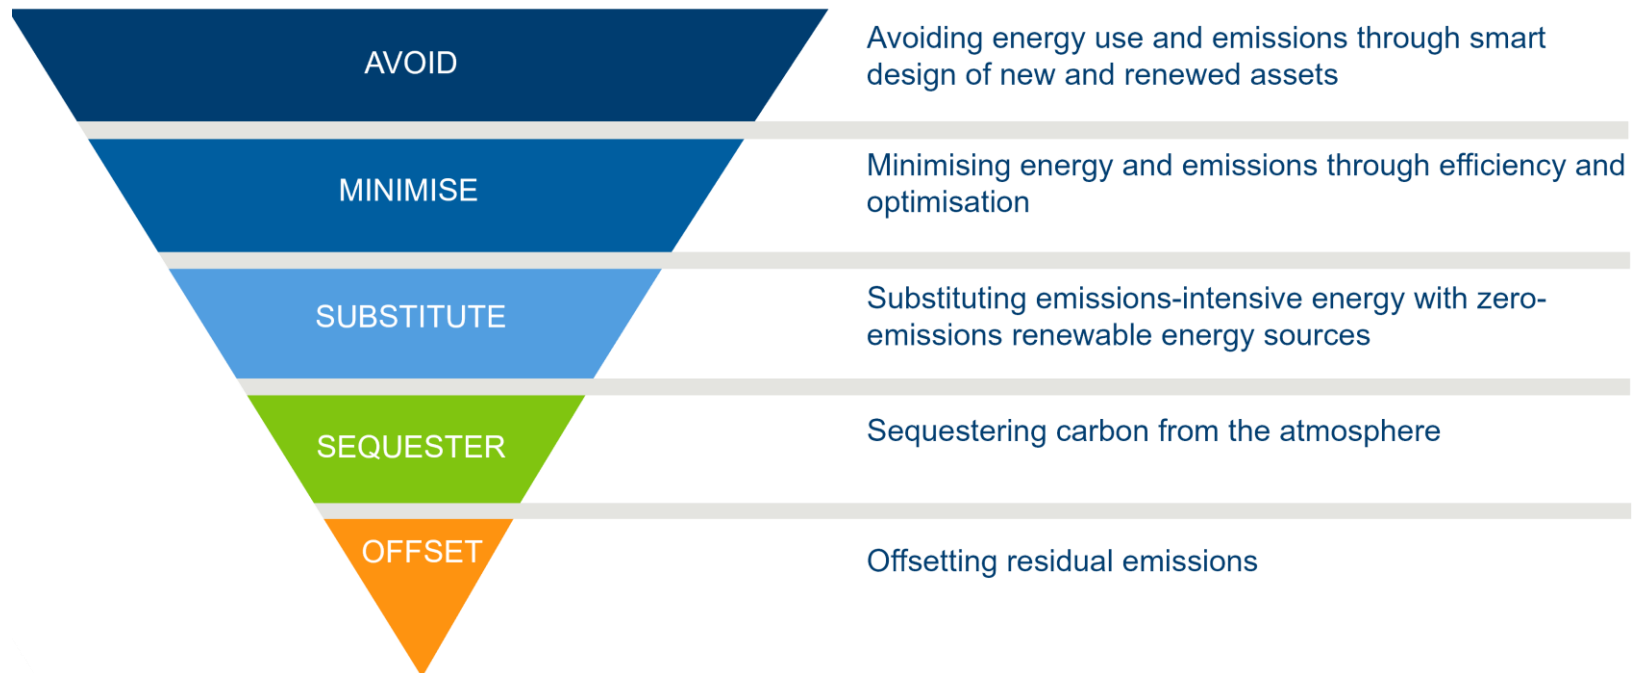 AVOID
Avoiding energy use and emissions through smart
design of new and renewed assets
MINIMISE
Minimising energy and emissions through efficiency and
optimisation
SUBSTITUTE
Substituting emissions-intensive energy with zero-
emissions renewable energy sources
SEQUESTER
Sequestering carbon from the atmosphere
OFFSET
Offsetting residual emissions